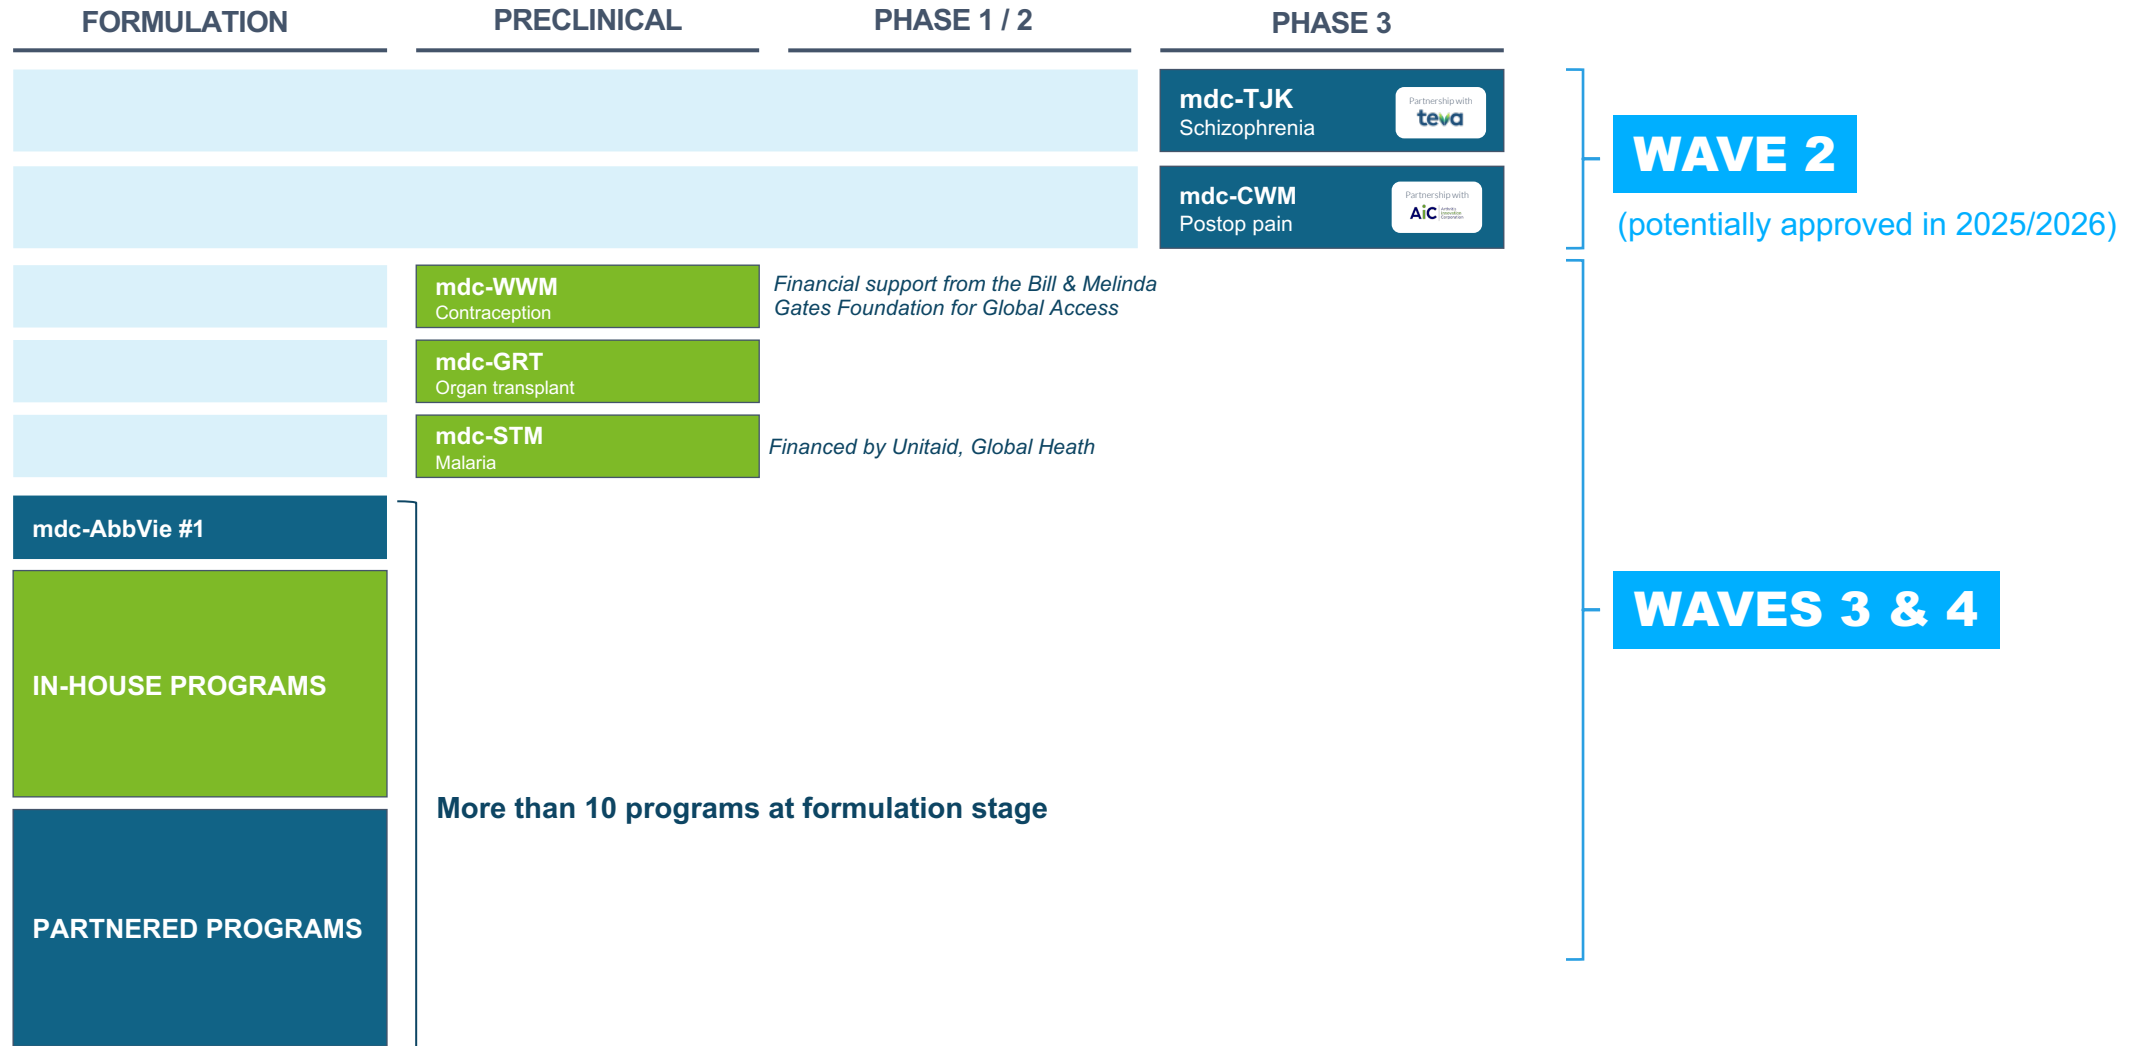 FORMULATION
PRECLINICAL
PHASE 1 / 2
PHASE 3
mdc-TJK
Schizophrenia
Partnership with
teva
WAVE 2
(potentially approved in 2025/2026)
mdc-CWM
Postop pain
Partnership with
AiC
Arthritis
Innovation
Corporation
mdc-WWM
Contraception
Financial support from the Bill & Melinda
Gates Foundation for Global Access
mdc-GRT
Organ transplant
mdc-STM
Malaria
Financed by Unitaid, Global Heath
mdc-AbbVie #1
IN-HOUSE PROGRAMS
WAVES 3 & 4
More than 10 programs at formulation stage
PARTNERED PROGRAMS